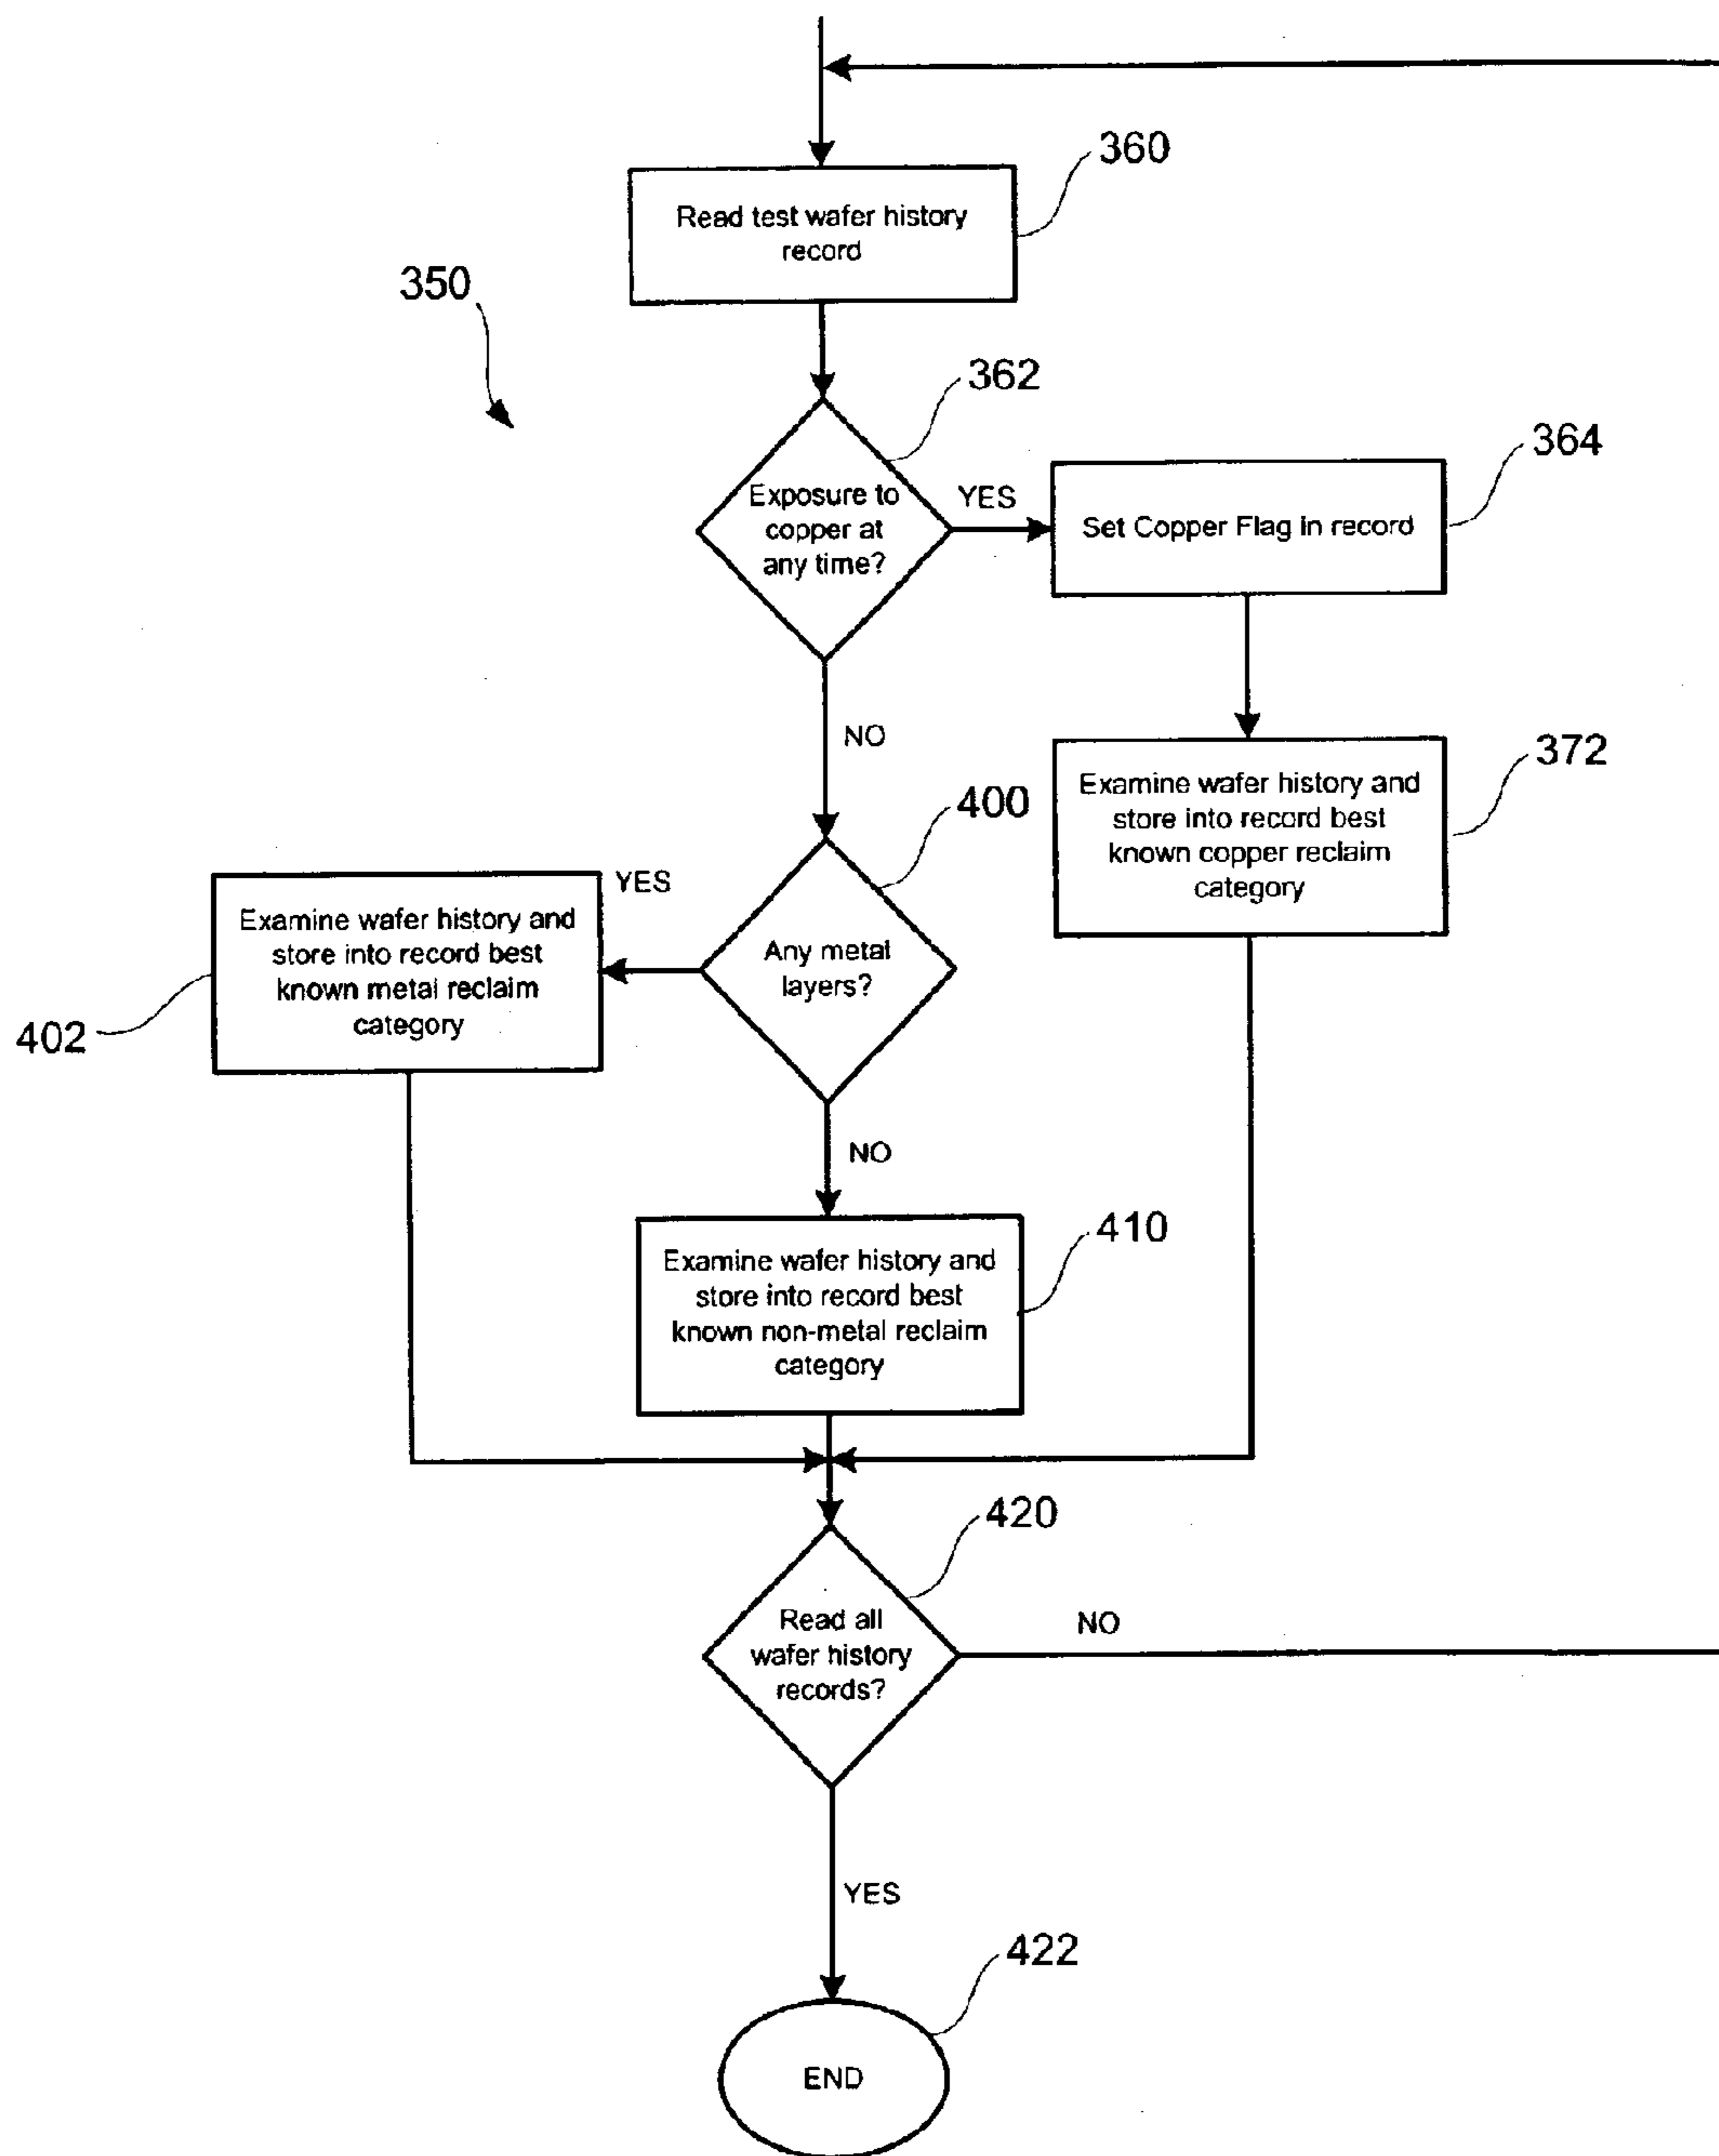 360
Read test wafer history
record
350
362
364
Exposure to
copper at
any time?
YES
Set Copper Flag in record
NO
372
Examine wafer history and
store into record best
known copper reclaim
category
400
YES
Examine wafer history and
store into record best
known metal reclaim
category
402
Any metal
layers?
NO
410
Examine wafer history and
store into record best
known non-metal reclaim
category
420
Read all
wafer history
records?
NO
YES
422
END